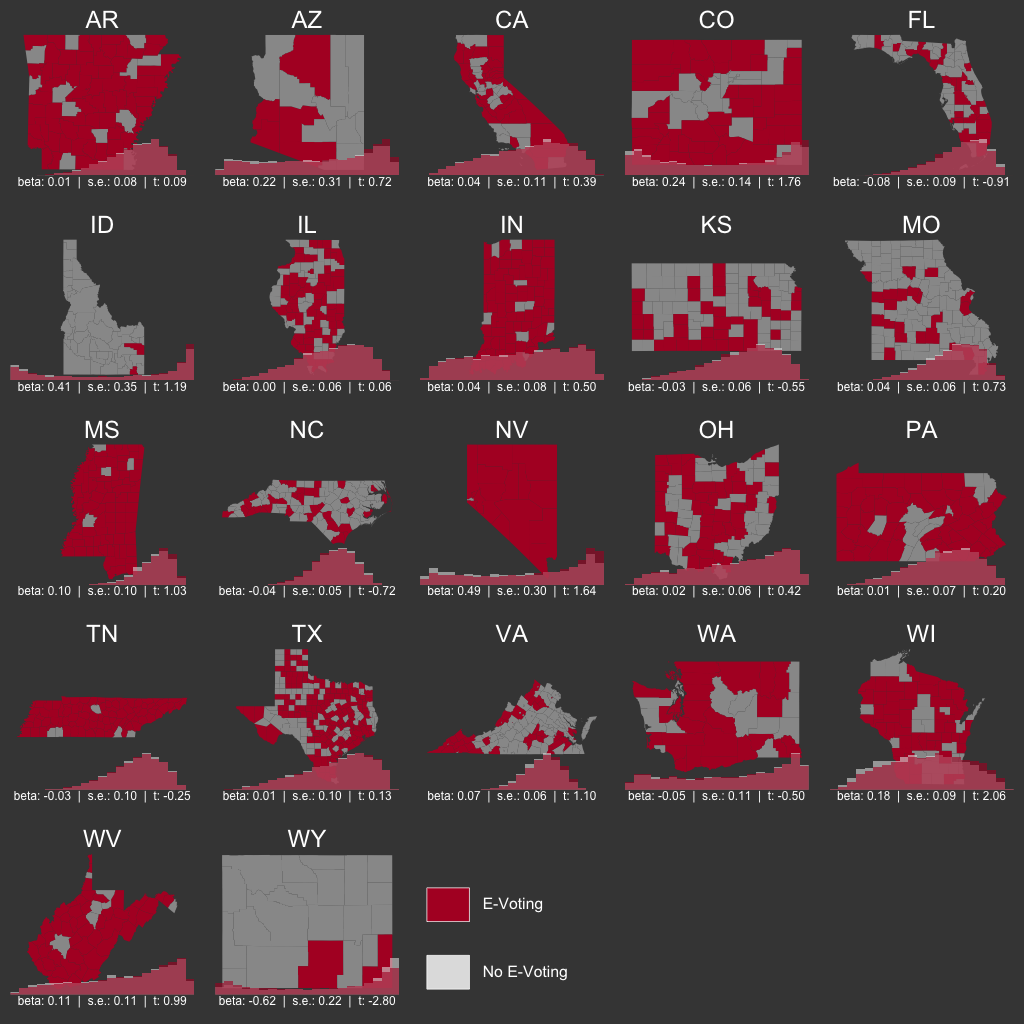 AR AZ CA CO FL
beta: 0.01 | s.e.: 0.08 | t: 0.09 beta: 0.22 | s.e.: 0.31 | t: 0.72 beta: 0.04 | s.e.: 0.11 | t: 0.39 beta: 0.24 | s.e.: 0.14 | t: 1.76 beta: -0.08 | s.e.: 0.09 | t: -0.91
ID IL IN KS MO
beta: 0.41 | s.e.: 0.35 | t: 1.19 beta: 0.00 | s.e.: 0.06 | t: 0.06 beta: 0.04 | s.e.: 0.08 | t: 0.50 beta: -0.03 | s.e.: 0.06 | t: -0.55 beta: 0.04 | s.e.: 0.06 | t: 0.73
MS NC NV OH PA
beta: 0.10 | s.e.: 0.10 | t: 1.03 beta: -0.04 | s.e.: 0.05 | t: -0.72 beta: 0.49 | s.e.: 0.30 | t: 1.64 beta: 0.02 | s.e.: 0.06 | t: 0.42 beta: 0.01 | s.e.: 0.07 | t: 0.20
TN TX VA WA WI
beta: -0.03 | s.e.: 0.10 | t: -0.25 beta: 0.01 | s.e.: 0.10 | t: 0.13 beta: 0.07 | s.e.: 0.06 | t: 1.10 beta: -0.05 | s.e.: 0.11 | t: -0.50 beta: 0.18 | s.e.: 0.09 | t: 2.06
WV WY
beta: 0.11 | s.e.: 0.11 | t: 0.99 beta: -0.62 | s.e.: 0.22 | t: -2.80
E-Voting
No E-Voting